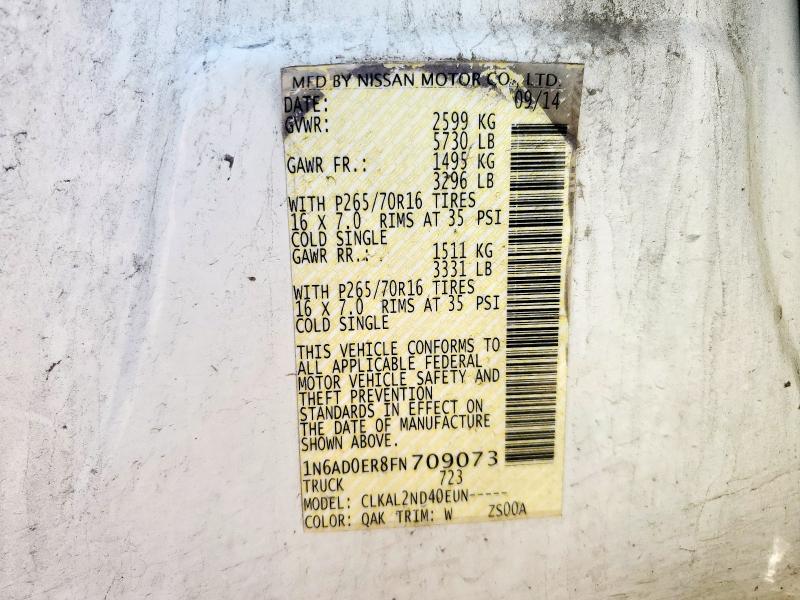 MFD BY NISSAN MOTOR CO., LTD.
DATE: 09/14
GVWR: 2599 KG
5730 LB
GAWR FR.: 1495 KG
3296 LB
WITH P265/70R16 TIRES
16 X 7.0 RIMS AT 35 PSI
COLD SINGLE
GAWR RR.: 1511 KG
3331 LB
WITH P265/70R16 TIRES
16 X 7.0 RIMS AT 35 PSI
COLD SINGLE
THIS VEHICLE CONFORMS TO
ALL APPLICABLE FEDERAL
MOTOR VEHICLE SAFETY AND
THEFT PREVENTION
STANDARDS IN EFFECT ON
THE DATE OF MANUFACTURE
SHOWN ABOVE.
1N6AD0ER8FN709073
TRUCK 723
MODEL: CLKAL2ND40EUN-----
COLOR: QAK TRIM: W ZS00A